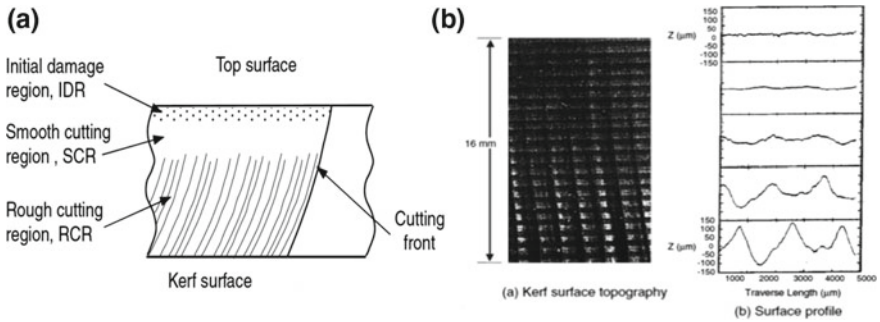 (a)
Initial damage
region, IDR
Top surface
Smooth cutting
region , SCR
Rough cutting
region, RCR
Cutting
front
Kerf surface
(b)
16 mm
(a) Kerf surface topography
Z (μm)
150
100
50
0
-50
-100
-150
Z (μm)
150
100
50
0
-50
-100
-150
1000 2000 3000 4000 5000
Traverse Length (μm)
(b) Surface profile